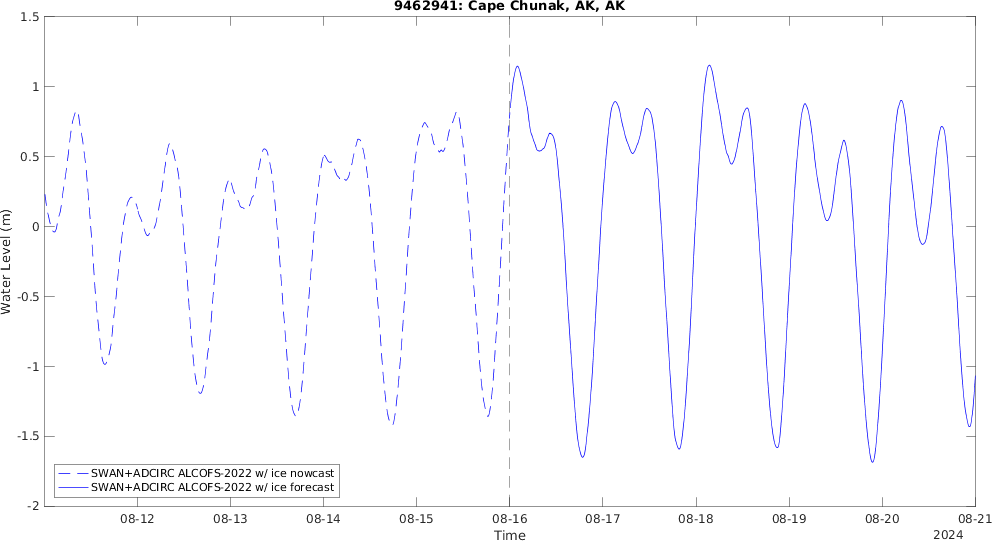 9462941: Cape Chunak, AK, AK
1.5
1
0.5
0
-0.5
-1
-1.5
-2
Water Level (m)
SWAN+ADCIRC ALCOFS-2022 w/ ice nowcast
SWAN+ADCIRC ALCOFS-2022 w/ ice forecast
08-12 08-13 08-14 08-15 08-16 08-17 08-18 08-19 08-20 08-21
Time
2024